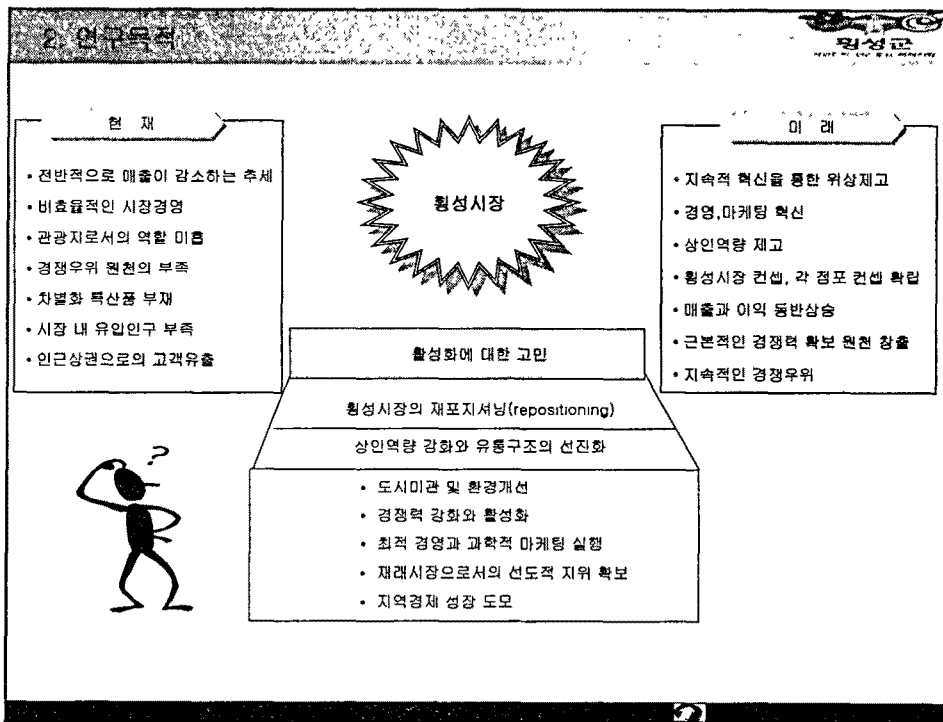 2. 연구목적
횡성군
현 재
• 전반적으로 매출이 감소하는 추세
• 비효율적인 시장경영
• 관광지로서의 역할 미흡
• 경쟁우위 원천의 부족
• 차별화 특산품 부재
• 시장 내 유입인구 부족
• 인근상권으로의 고객유출
횡성시장
미 래
• 지속적 혁신을 통한 위상제고
• 경영,마케팅 혁신
• 상인역량 제고
• 횡성시장 컨셉, 각 점포 컨셉 확립
• 매출과 이익 동반상승
• 근본적인 경쟁력 확보 원천 창출
• 지속적인 경쟁우위
활성화에 대한 고민
횡성시장의 재포지셔닝(repositioning)
상인역량 강화와 유통구조의 선진화
• 도시미관 및 환경개선
• 경쟁력 강화와 활성화
• 최적 경영과 과학적 마케팅 실행
• 재래시장으로서의 선도적 지위 확보
• 지역경제 성장 도모
?